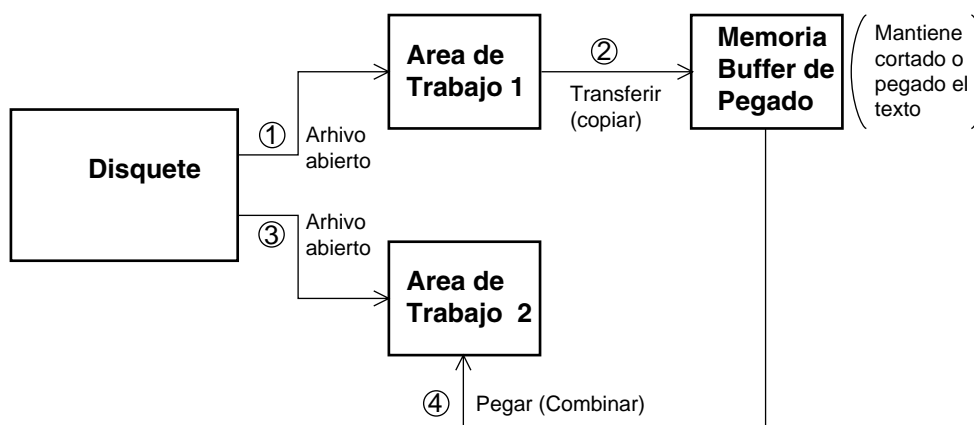 Disquete
①
Arhivo
abierto
Area de
Trabajo 1
②
Transferir
(copiar)
Memoria
Buffer de
Pegado
Mantiene
cortado o
pegado el
texto
③
Arhivo
abierto
Area de
Trabajo 2
④ Pegar (Combinar)